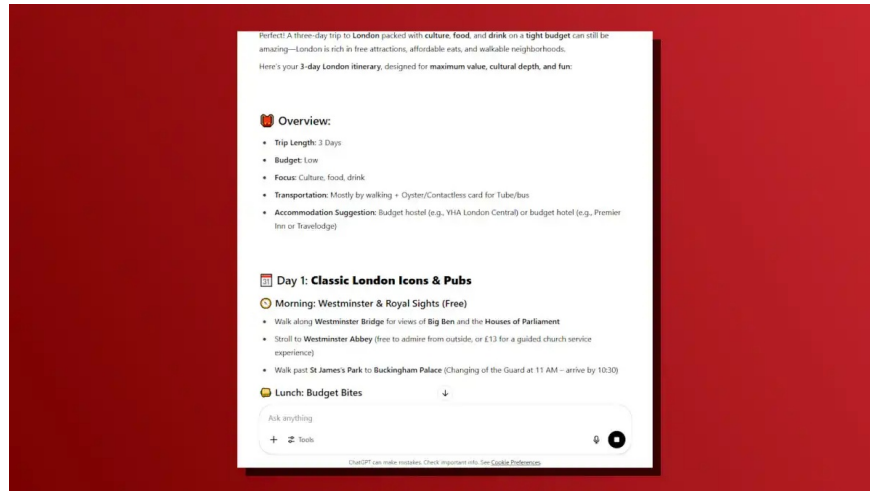 Perfect! A three-day trip to London packed with culture, food, and drink on a tight budget can still be
amazing—London is rich in free attractions, affordable eats, and walkable neighborhoods.
Here's your 3-day London itinerary, designed for maximum value, cultural depth, and fun:
Overview:
• Trip Length: 3 Days
• Budget: Low
• Focus: Culture, food, drink
• Transportation: Mostly by walking + Oyster/Contactless card for Tube/bus
• Accommodation Suggestion: Budget hostel (e.g., YHA London Central) or budget hotel (e.g., Premier
Inn or Travelodge)
Day 1: Classic London Icons & Pubs
Morning: Westminster & Royal Sights (Free)
• Walk along Westminster Bridge for views of Big Ben and the Houses of Parliament
• Stroll to Westminster Abbey (free to admire from outside, or £13 for a guided church service
experience)
• Walk past St James's Park to Buckingham Palace (Changing of the Guard at 11 AM – arrive by 10:30)
Lunch: Budget Bites
Ask anything
Tools
ChatGPT can make mistakes. Check important info. See Cookie Preferences.